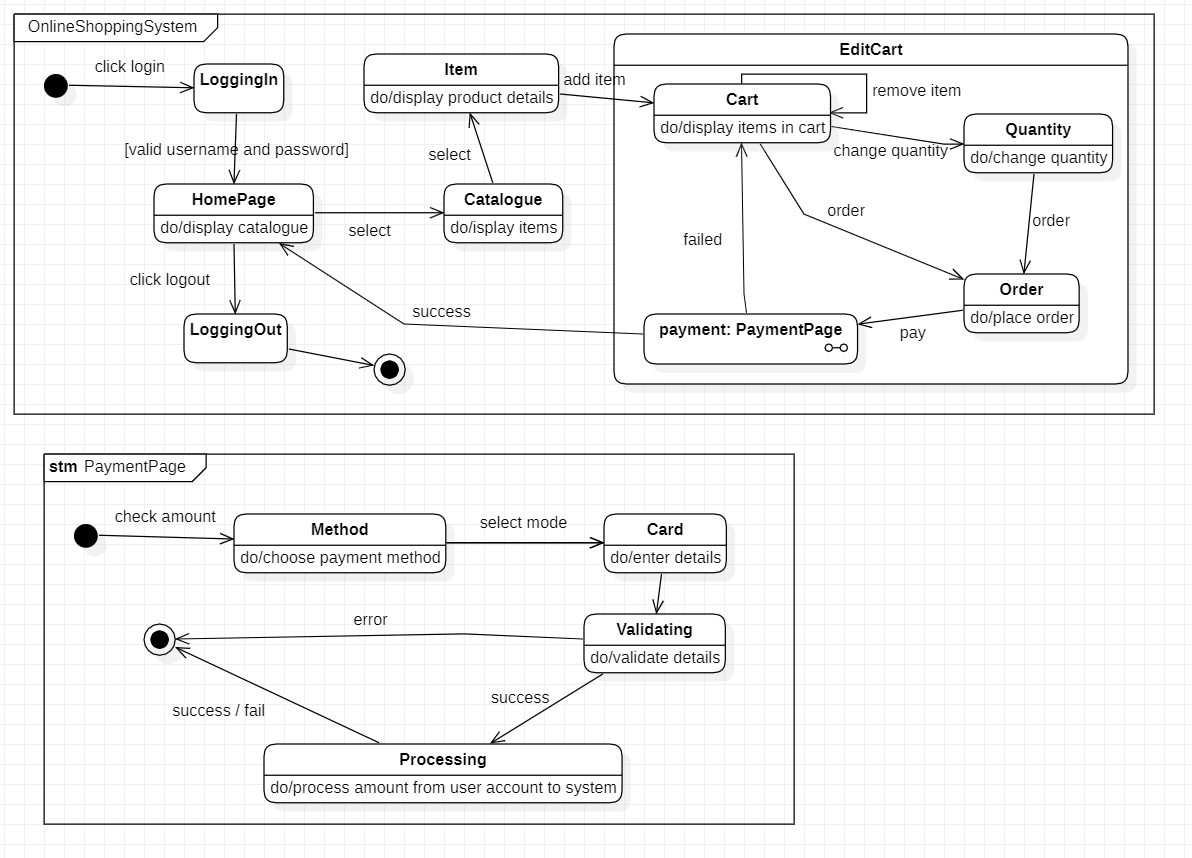 OnlineShoppingSystem
click login
LoggingIn
[valid username and password]
HomePage
do/display catalogue
click logout
LoggingOut
select
Catalogue
do/isplay items
select
Item
do/display product details
add item
EditCart
Cart
do/display items in cart
remove item
change quantity
Quantity
do/change quantity
order
order
Order
do/place order
pay
payment: PaymentPage
failed
success
stm PaymentPage
check amount
Method
do/choose payment method
select mode
Card
do/enter details
Validating
do/validate details
error
success
Processing
do/process amount from user account to system
success / fail